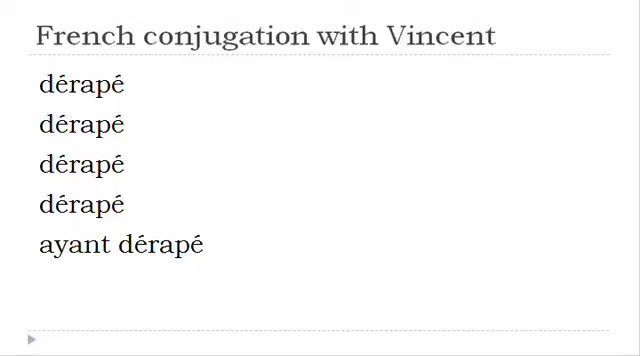 French conjugation with Vincent
dérapé
dérapé
dérapé
dérapé
ayant dérapé